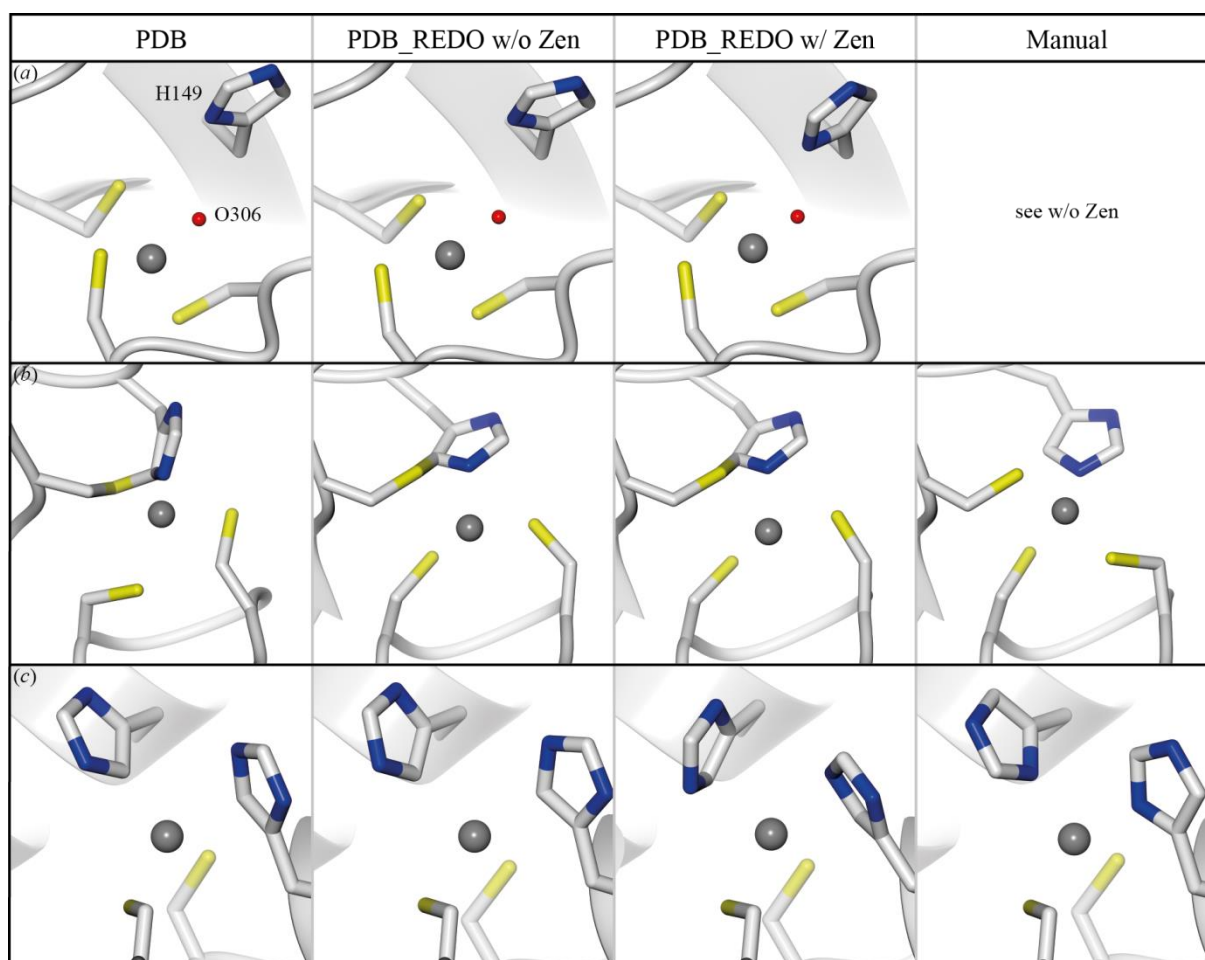 PDB PDB_REDO w/o Zen PDB_REDO w/ Zen Manual
(a)
H149
O306
see w/o Zen
(b)
(c)